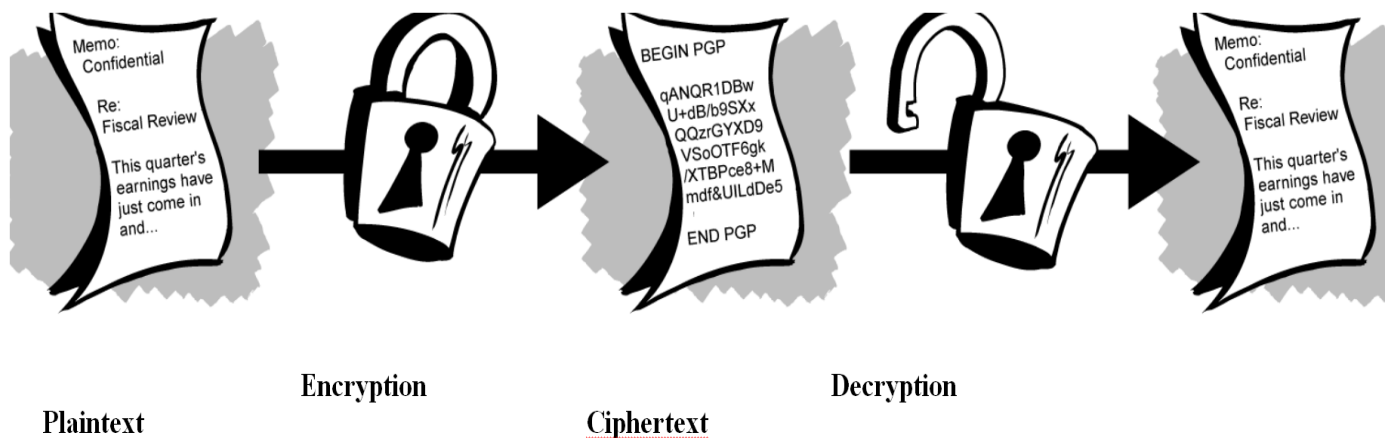 Memo:
Confidential
Re:
Fiscal Review
This quarter's
earnings have
just come in
and...
BEGIN PGP
qANQR1DBw
U+dB/b9SXx
QQzrGYXD9
VSoOTF6gk
/XTBPce8+M
mdf&UILdDe5
END PGP
Memo:
Confidential
Re:
Fiscal Review
This quarter's
earnings have
just come in
and...
Encryption
Decryption
Plaintext
Ciphertext